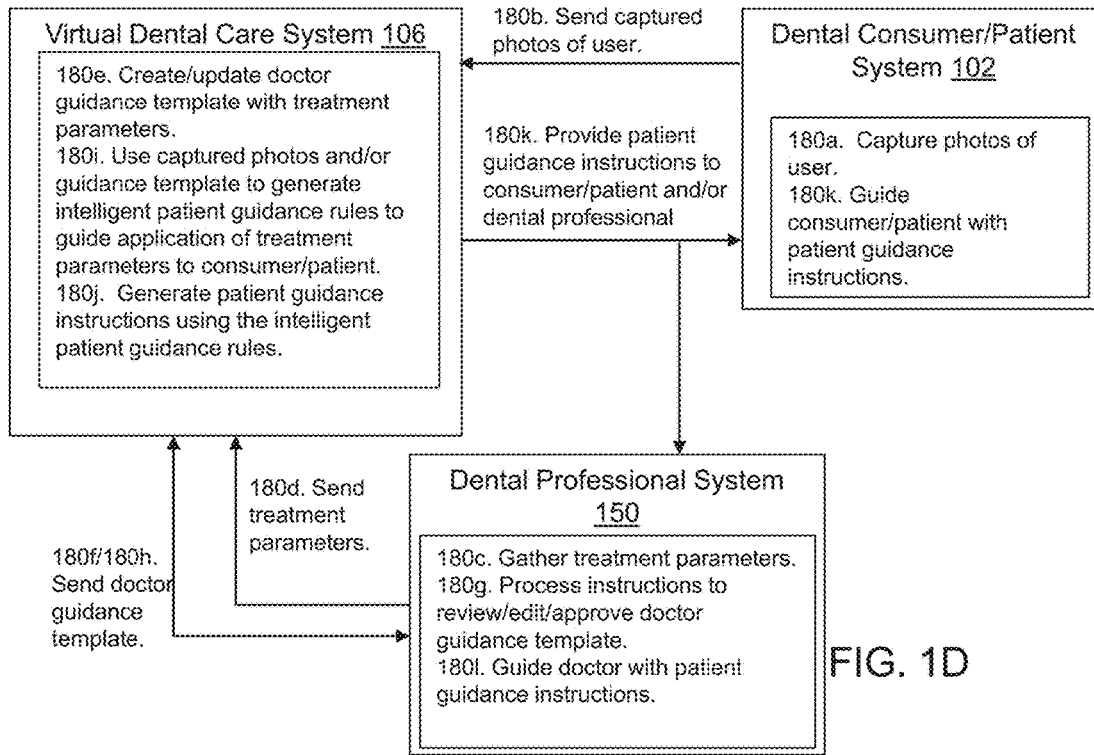 Virtual Dental Care System 106
180e. Create/update doctor
guidance template with treatment
parameters.
180i. Use captured photos and/or
guidance template to generate
intelligent patient guidance rules to
guide application of treatment
parameters to consumer/patient.
180j. Generate patient guidance
instructions using the intelligent
patient guidance rules.
180b. Send captured
photos of user.
180k. Provide patient
guidance instructions to
consumer/patient and/or
dental professional
Dental Consumer/Patient
System 102
180a. Capture photos of
user.
180k. Guide
consumer/patient with
patient guidance
instructions.
180f/180h.
Send doctor
guidance
template.
180d. Send
treatment
parameters.
Dental Professional System
150
180c. Gather treatment parameters.
180g. Process instructions to
review/edit/approve doctor
guidance template.
180l. Guide doctor with patient
guidance instructions.
FIG. 1D